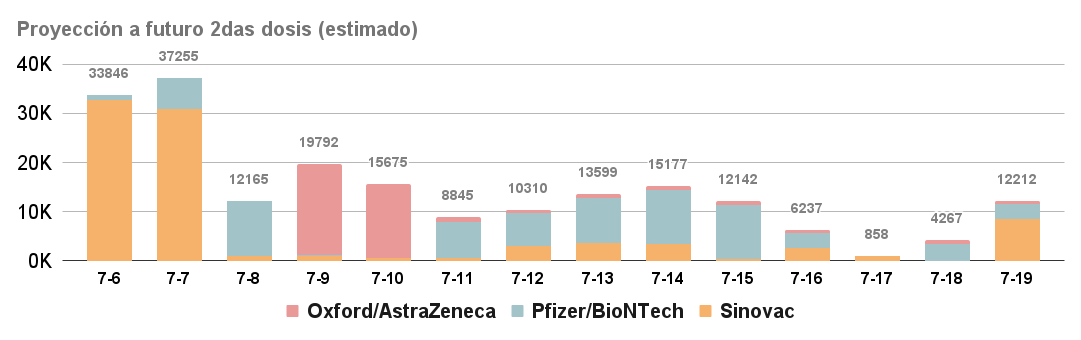 Proyección a futuro 2das dosis (estimado)
40K
30K
20K
10K
0K
33846
37255
12165
19792
15675
8845
10310
13599
15177
12142
6237
858
4267
12212
7-6 7-7 7-8 7-9 7-10 7-11 7-12 7-13 7-14 7-15 7-16 7-17 7-18 7-19
Oxford/AstraZeneca Pfizer/BioNTech Sinovac